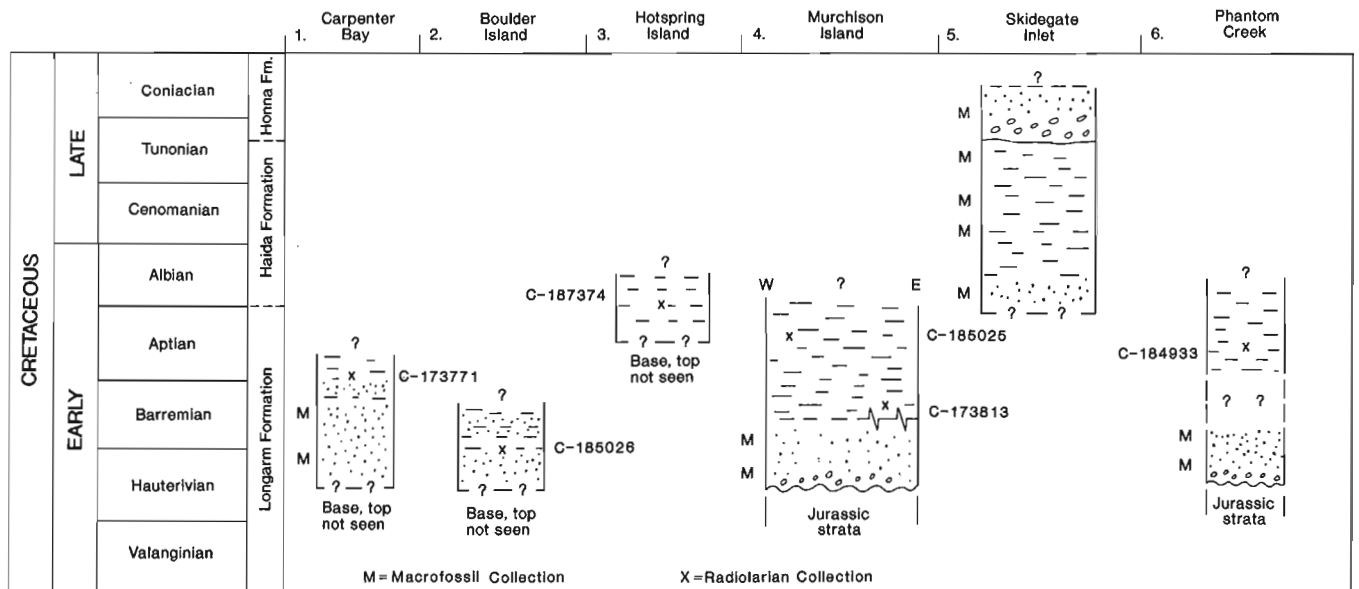 Carpenter Bay
Boulder Island
Hotspring Island
Murchison Island
Skidegate Inlet
Phantom Creek
1.
2.
3.
4.
5.
6.
CRETACEOUS
LATE
EARLY
Coniacian
Tunonian
Cenomanian
Albian
Aptian
Barremian
Hauterivian
Valanginian
Honna Fm.
Haida Formation
Longarm Formation
?
x
C-173771
M
M
? ?
Base, top
not seen
?
x
C-185026
? ?
Base, top
not seen
?
C-187374
x
? ?
Base, top
not seen
W ? E
x
C-185025
x
C-173813
M
M
Jurassic
strata
?
M
M
M
M
M
? ?
?
C-184933
x
? ?
M
M
Jurassic
strata
M = Macrofossil Collection
X = Radiolarian Collection